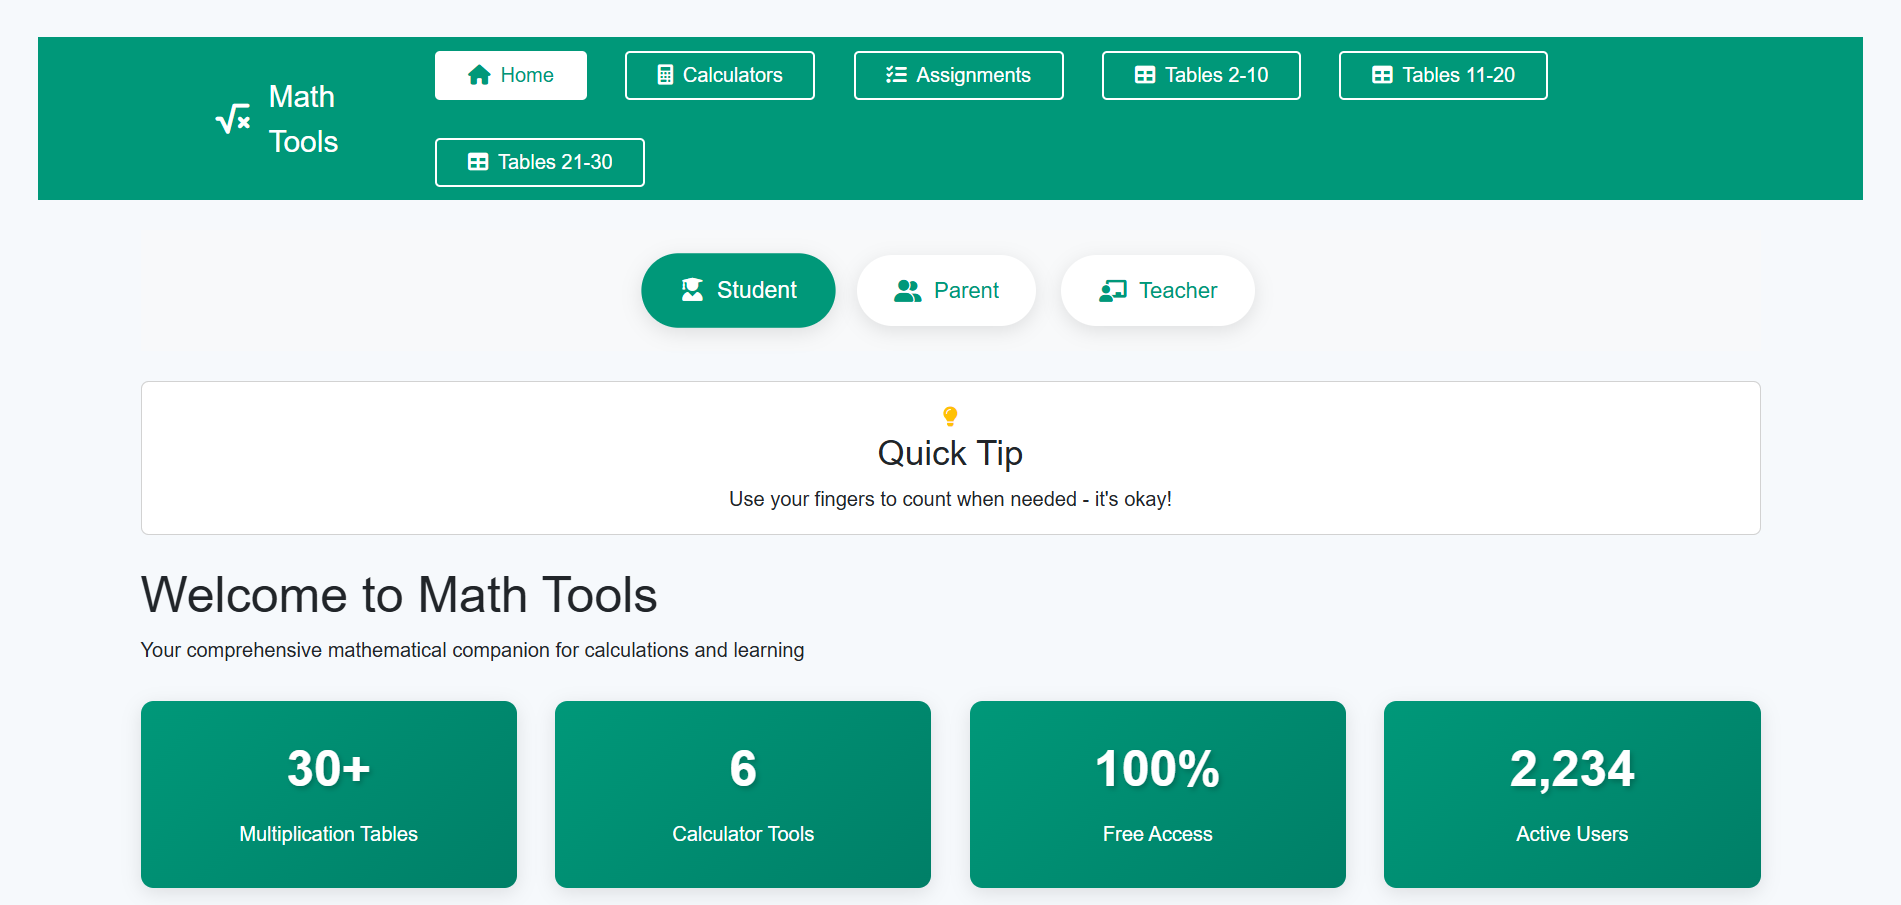 Math
Tools
Home
Calculators
Assignments
Tables 2-10
Tables 11-20
Tables 21-30
Student
Parent
Teacher
Quick Tip
Use your fingers to count when needed - it's okay!
Welcome to Math Tools
Your comprehensive mathematical companion for calculations and learning
30+
Multiplication Tables
6
Calculator Tools
100%
Free Access
2,234
Active Users